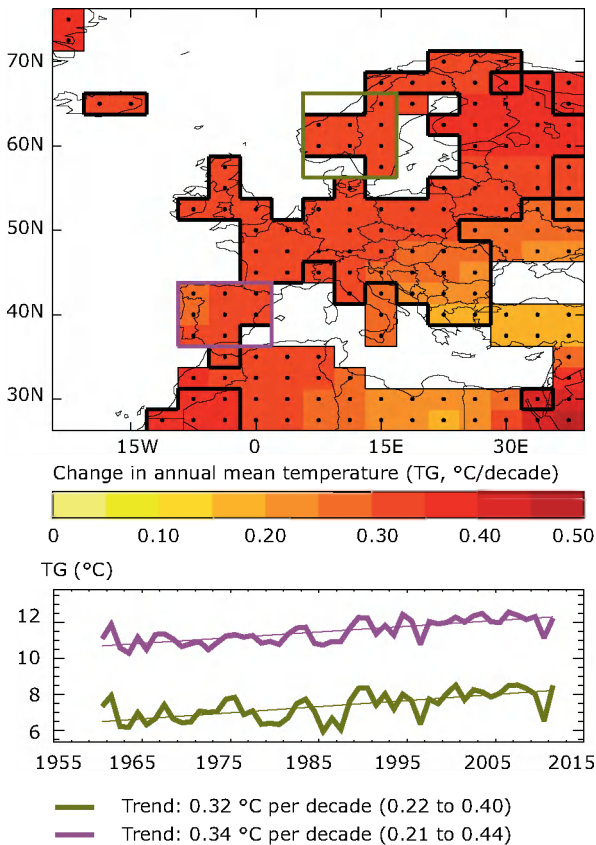 70N
60N
50N
40N
30N
15W 0 15E 30E
Change in annual mean temperature (TG, °C/decade)
0 0.10 0.20 0.30 0.40 0.50
TG (°C)
12
10
8
6
1955 1965 1975 1985 1995 2005 2015
Trend: 0.32 °C per decade (0.22 to 0.40)
Trend: 0.34 °C per decade (0.21 to 0.44)